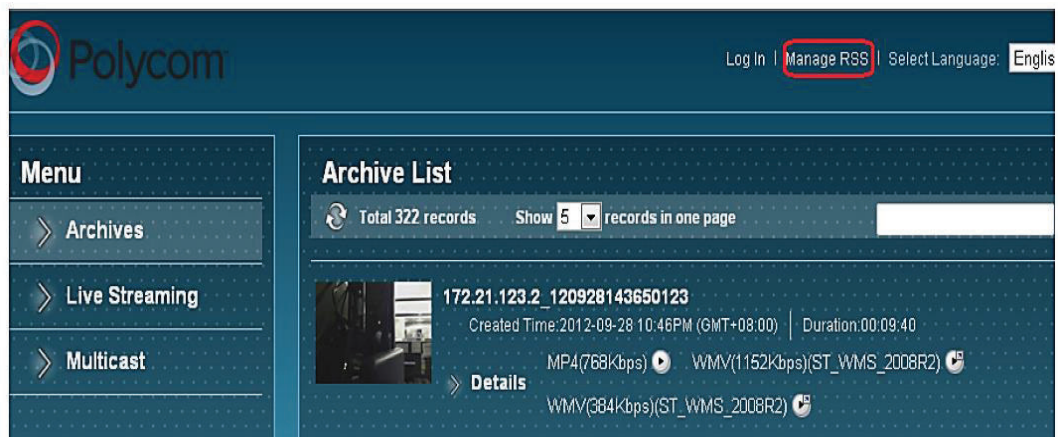 Polycom
Log In | Manage RSS | Select Language: Englis
Menu
Archives
Live Streaming
Multicast
Archive List
Total 322 records Show 5 records in one page
172.21.123.2_120928143650123
Created Time:2012-09-28 10:46PM (GMT+08:00) | Duration:00:09:40
Details
MP4(768Kbps) WMV(1152Kbps)(ST_WMS_2008R2)
WMV(384Kbps)(ST_WMS_2008R2)